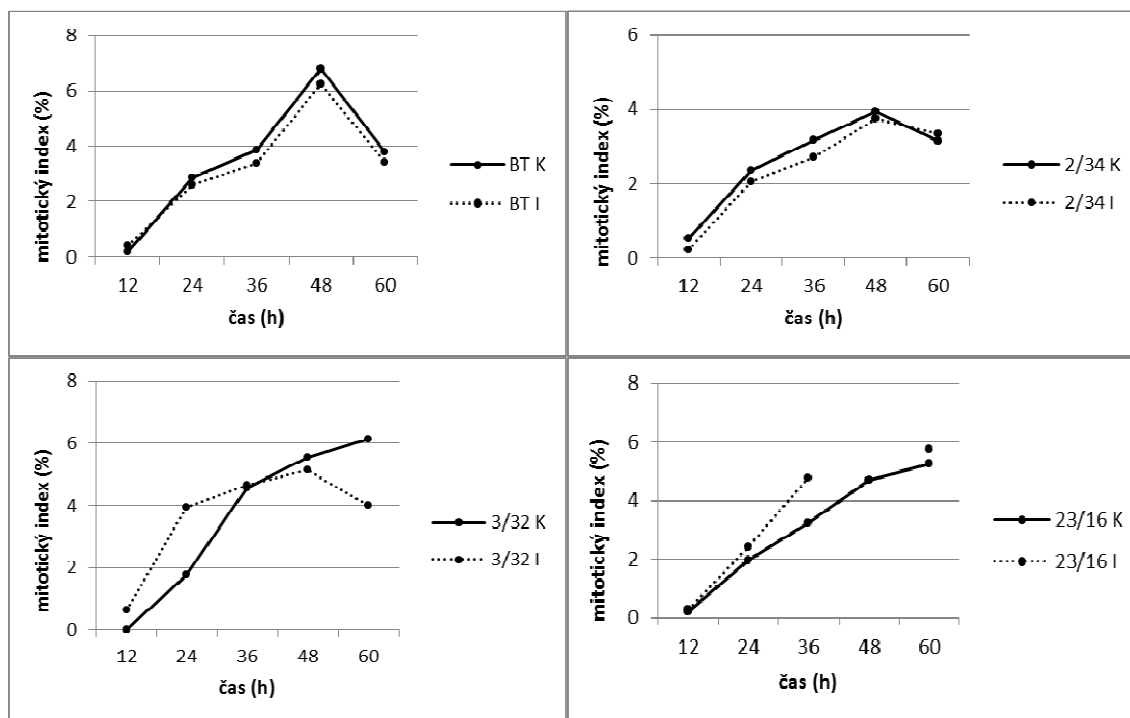 8
6
4
2
0
mitotický index (%)
12 24 36 48 60
čas (h)
BT K
BT I
6
4
2
0
mitotický index (%)
12 24 36 48 60
čas (h)
2/34 K
2/34 I
8
6
4
2
0
mitotický index (%)
12 24 36 48 60
čas (h)
3/32 K
3/32 I
8
6
4
2
0
mitotický index (%)
12 24 36 48 60
čas (h)
23/16 K
23/16 I